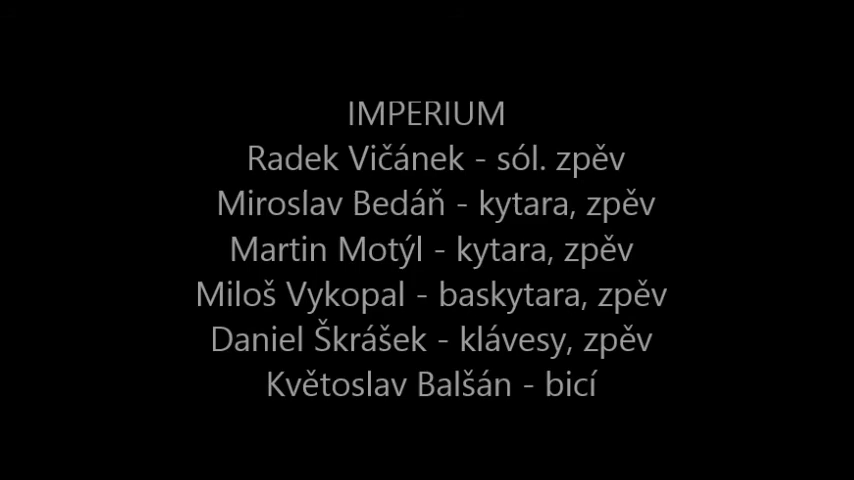 IMPERIUM
Radek Vičánek - sól. zpěv
Miroslav Bedáň - kytara, zpěv
Martin Motýl - kytara, zpěv
Miloš Vykopal - baskytara, zpěv
Daniel Škrášek - klávesy, zpěv
Květoslav Balšán - bicí